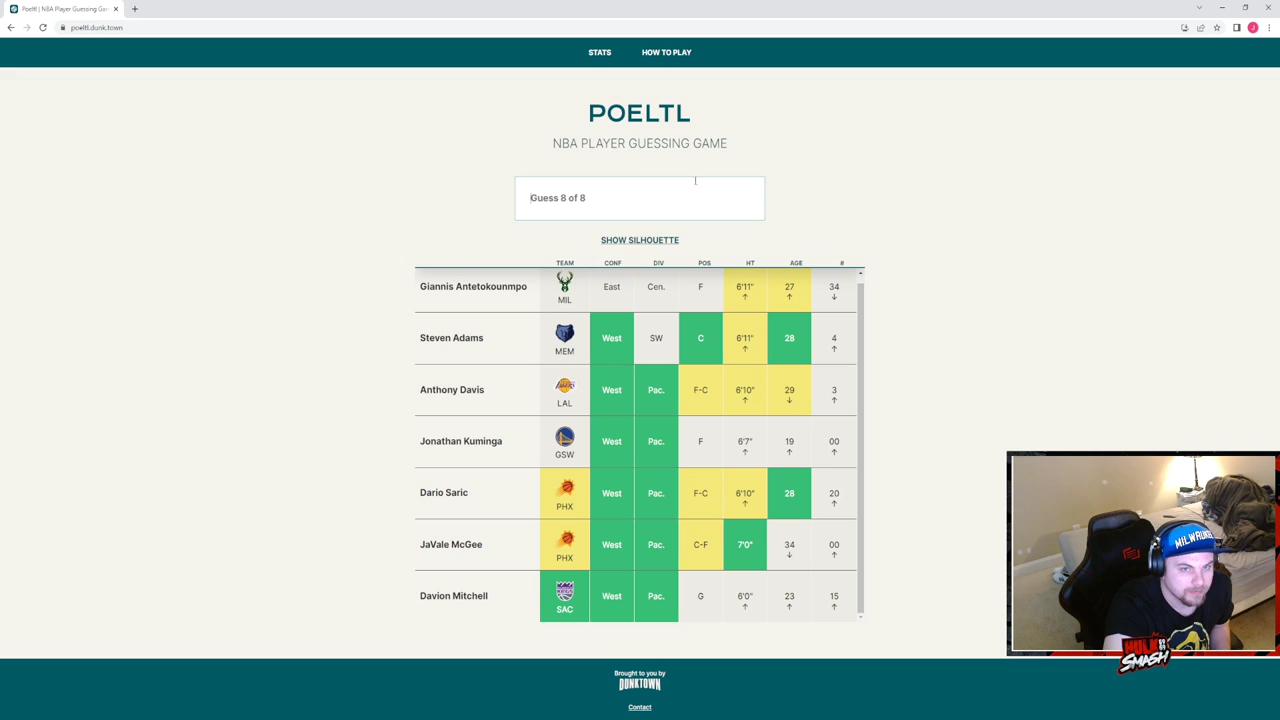 Poeltl | NBA Player Guessing Game
poeltl.dunk.town
STATS HOW TO PLAY
POELTL
NBA PLAYER GUESSING GAME
Guess 8 of 8
SHOW SILHOUETTE
TEAM CONF DIV POS HT AGE #
Giannis Antetokounmpo MIL East Cen. F 6'11" ↑ 27 ↑ 34 ↓
Steven Adams MEM West SW C 6'11" ↑ 28 4 ↑
Anthony Davis LAL West Pac. F-C 6'10" ↑ 29 ↓ 3 ↑
Jonathan Kuminga GSW West Pac. F 6'7" ↑ 19 ↑ 00 ↑
Dario Saric PHX West Pac. F-C 6'10" ↑ 28 20 ↑
JaVale McGee PHX West Pac. C-F 7'0" 34 ↓ 00 ↑
Davion Mitchell SAC West Pac. G 6'0" ↑ 23 ↑ 15 ↑
Brought to you by
DUNKTOWN
Contact
MILWAUKEE
HULK
SMASH